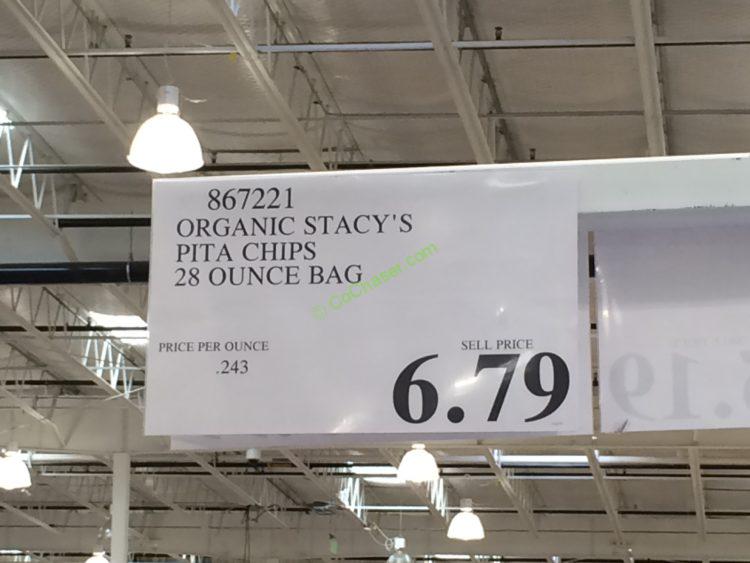 867221
ORGANIC STACY'S
PITA CHIPS
28 OUNCE BAG
© CoChaser.com
PRICE PER OUNCE
.243
SELL PRICE
6.79